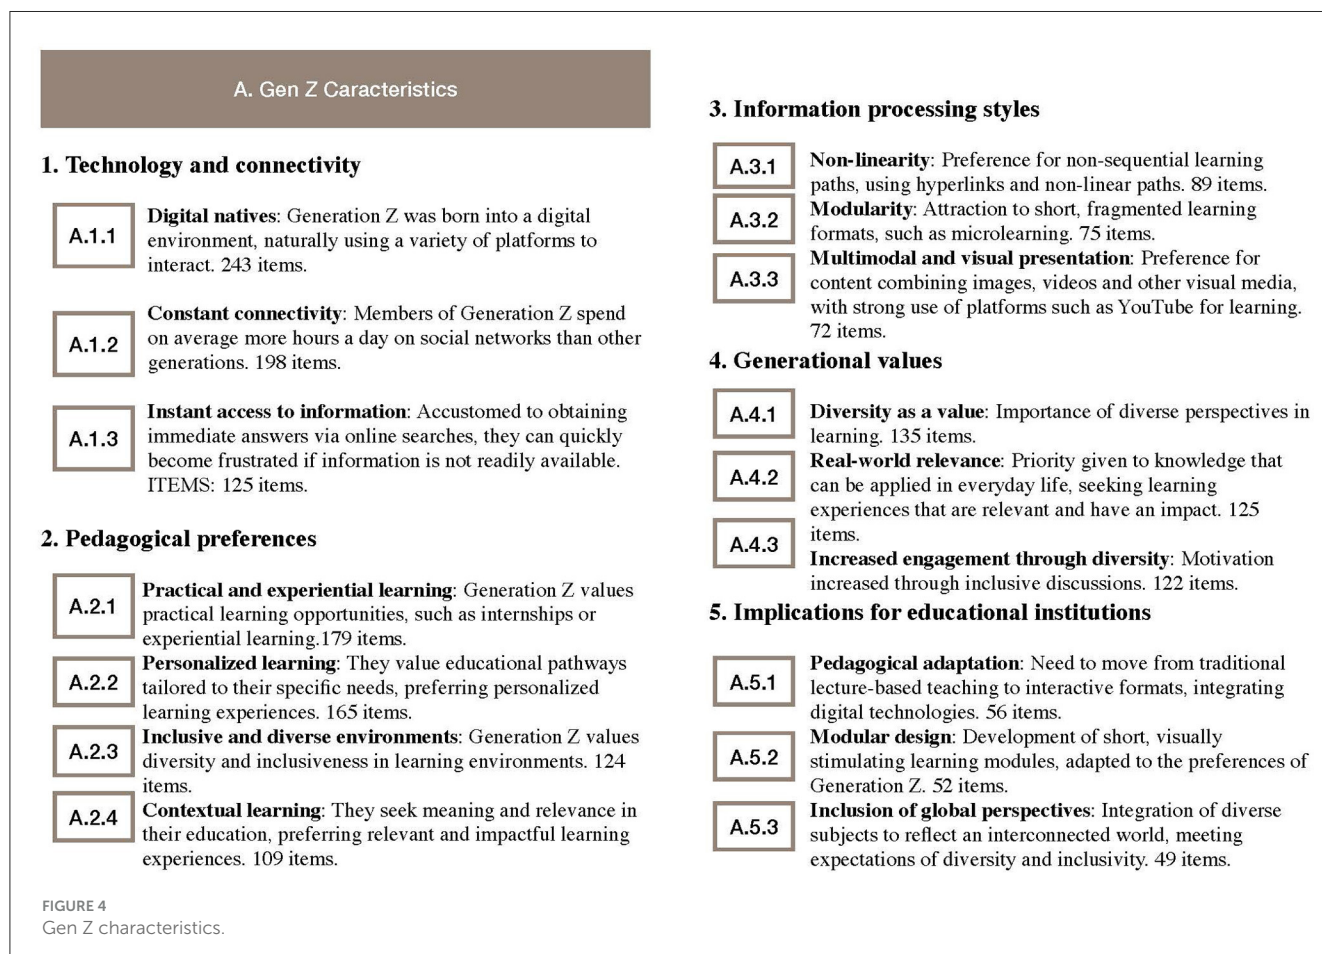 A. Gen Z Caracteristics
1. Technology and connectivity
A.1.1
Digital natives: Generation Z was born into a digital
environment, naturally using a variety of platforms to
interact. 243 items.
A.1.2
Constant connectivity: Members of Generation Z spend
on average more hours a day on social networks than other
generations. 198 items.
A.1.3
Instant access to information: Accustomed to obtaining
immediate answers via online searches, they can quickly
become frustrated if information is not readily available.
ITEMS: 125 items.
2. Pedagogical preferences
A.2.1
Practical and experiential learning: Generation Z values
practical learning opportunities, such as internships or
experiential learning.179 items.
A.2.2
Personalized learning: They value educational pathways
tailored to their specific needs, preferring personalized
learning experiences. 165 items.
A.2.3
Inclusive and diverse environments: Generation Z values
diversity and inclusiveness in learning environments. 124
items.
A.2.4
Contextual learning: They seek meaning and relevance in
their education, preferring relevant and impactful learning
experiences. 109 items.
3. Information processing styles
A.3.1
Non-linearity: Preference for non-sequential learning
paths, using hyperlinks and non-linear paths. 89 items.
A.3.2
Modularity: Attraction to short, fragmented learning
formats, such as microlearning. 75 items.
A.3.3
Multimodal and visual presentation: Preference for
content combining images, videos and other visual media,
with strong use of platforms such as YouTube for learning.
72 items.
4. Generational values
A.4.1
Diversity as a value: Importance of diverse perspectives in
learning. 135 items.
A.4.2
Real-world relevance: Priority given to knowledge that
can be applied in everyday life, seeking learning
experiences that are relevant and have an impact. 125
items.
A.4.3
Increased engagement through diversity: Motivation
increased through inclusive discussions. 122 items.
5. Implications for educational institutions
A.5.1
Pedagogical adaptation: Need to move from traditional
lecture-based teaching to interactive formats, integrating
digital technologies. 56 items.
A.5.2
Modular design: Development of short, visually
stimulating learning modules, adapted to the preferences of
Generation Z. 52 items.
A.5.3
Inclusion of global perspectives: Integration of diverse
subjects to reflect an interconnected world, meeting
expectations of diversity and inclusivity. 49 items.
FIGURE 4
Gen Z characteristics.